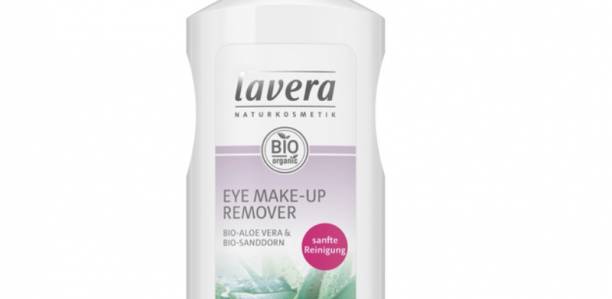 lavera
NATURKOSMETIK
BIO
organic
EYE MAKE-UP
REMOVER
BIO-ALOE VERA &
BIO-SANDDORN
sanfte
Reinigung